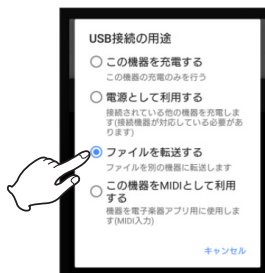 USB接続の用途
この機器を充電する
この機器の充電のみを行う
電源として利用する
接続されている他の機器を充電しま
す(接続機器が対応している必要があ
ります)
ファイルを転送する
ファイルを別の機器に転送します
この機器をMIDIとして利用
する
機器を電子楽器アプリ用に使用しま
す(MIDI入力)
キャンセル